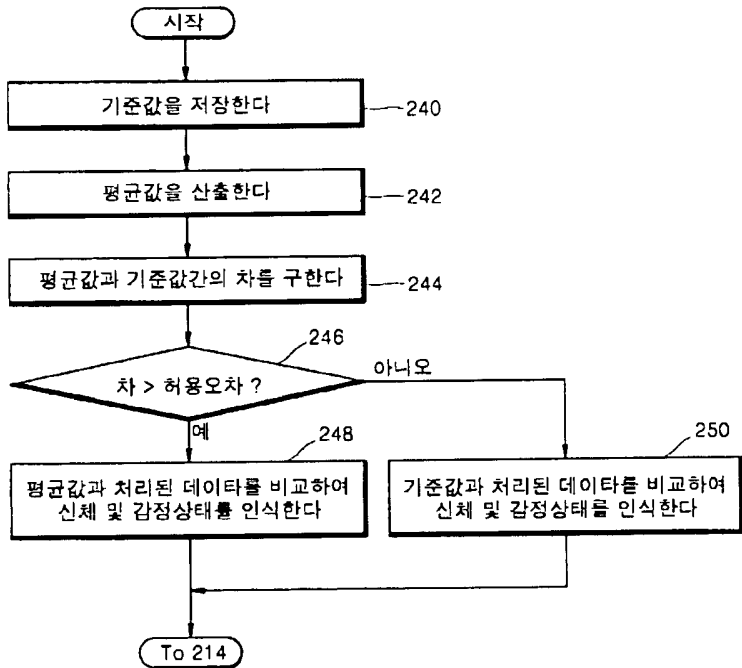 시작
기준값을 저장한다
240
평균값을 산출한다
242
평균값과 기준값간의 차를 구한다
244
246
차 > 허용오차 ?
아니오
예
248
평균값과 처리된 데이타를 비교하여
신체 및 감정상태를 인식한다
250
기준값과 처리된 데이타를 비교하여
신체 및 감정상태를 인식한다
To 214